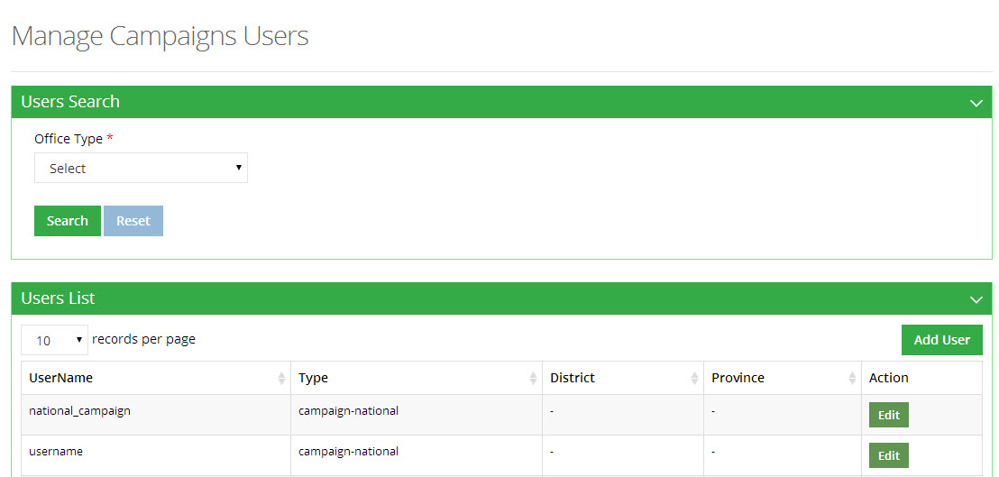 Manage Campaigns Users
Users Search
Office Type *
Select
Search Reset
Users List
10 records per page Add User
UserName Type District Province Action
national_campaign campaign-national - - Edit
username campaign-national - - Edit